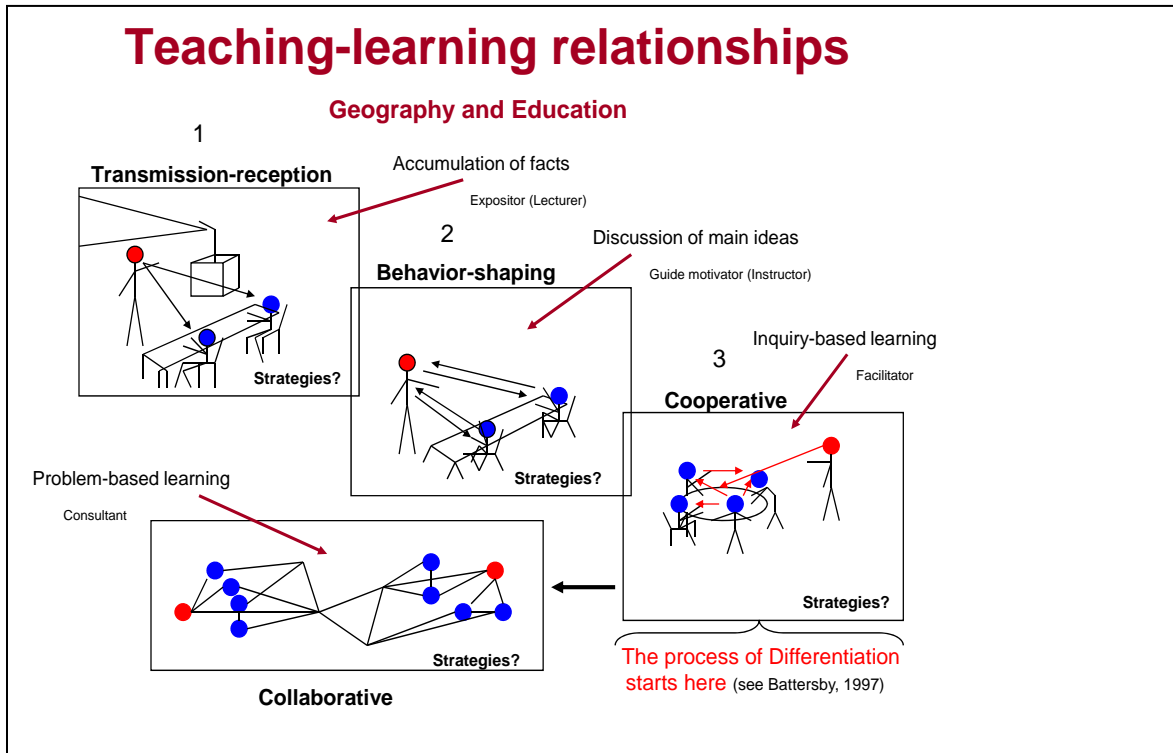 Teaching-learning relationships
Geography and Education
1
Transmission-reception
Accumulation of facts
Expositor (Lecturer)
Strategies?
2
Behavior-shaping
Discussion of main ideas
Guide motivator (Instructor)
Strategies?
3
Cooperative
Inquiry-based learning
Facilitator
Strategies?
The process of Differentiation
starts here (see Battersby, 1997)
Problem-based learning
Consultant
Strategies?
Collaborative